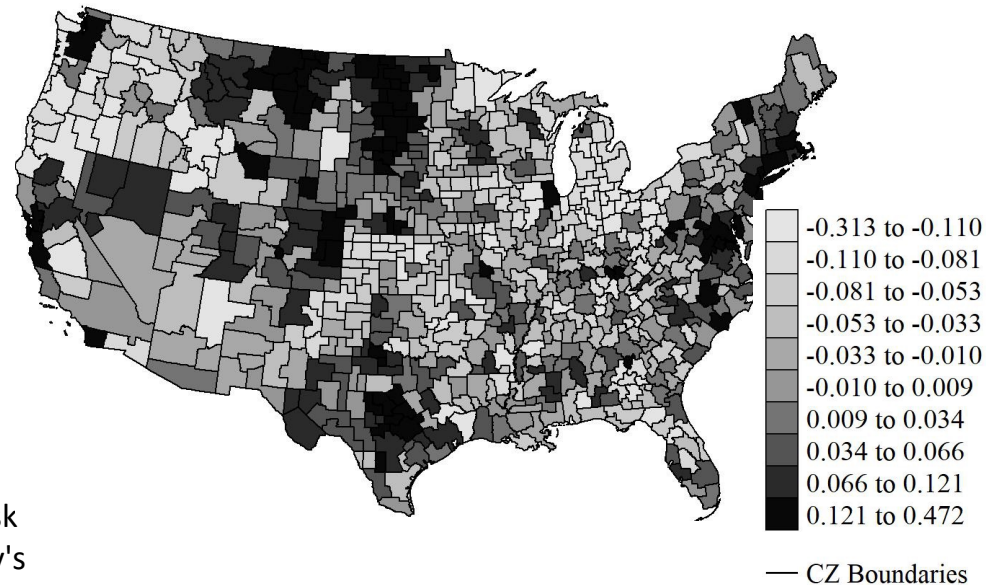 -0.313 to -0.110
-0.110 to -0.081
-0.081 to -0.053
-0.053 to -0.033
-0.033 to -0.010
-0.010 to 0.009
0.009 to 0.034
0.034 to 0.066
0.066 to 0.121
0.121 to 0.472
CZ Boundaries
sk
y's